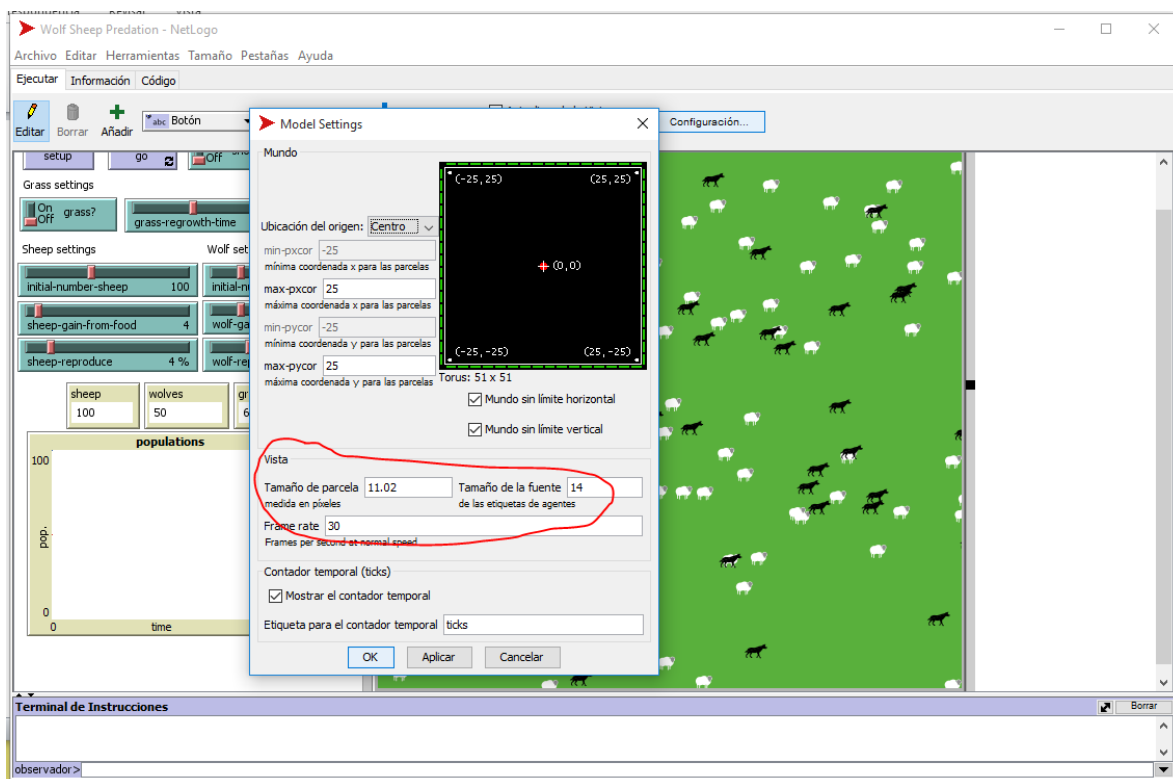 Wolf Sheep Predation - NetLogo
Archivo Editar Herramientas Tamaño Pestañas Ayuda
Ejecutar Información Código
Editar Borrar Añadir abc Botón Configuración...
setup go Off
Grass settings
On
Off grass? grass-regrowth-time
Sheep settings Wolf set
initial-number-sheep 100 initial-n
sheep-gain-from-food 4 wolf-ga
sheep-reproduce 4 % wolf-rep
sheep wolves gr
100 50 6
populations
100
pop.
0
0 time
Model Settings
Mundo
(-25,25) (25,25)
Ubicación del origen: Centro
min-pxcor -25
mínima coordenada x para las parcelas
(0,0)
max-pxcor 25
máxima coordenada x para las parcelas
min-pycor -25
mínima coordenada y para las parcelas
(-25,-25) (25,-25)
max-pycor 25
máxima coordenada y para las parcelas
Torus: 51 x 51
Mundo sin límite horizontal
Mundo sin límite vertical
Vista
Tamaño de parcela 11.02 Tamaño de la fuente 14
medida en píxeles de las etiquetas de agentes
Frame rate 30
Frames per second at normal speed
Contador temporal (ticks)
Mostrar el contador temporal
Etiqueta para el contador temporal ticks
OK Aplicar Cancelar
Terminal de Instrucciones Borrar
observador>